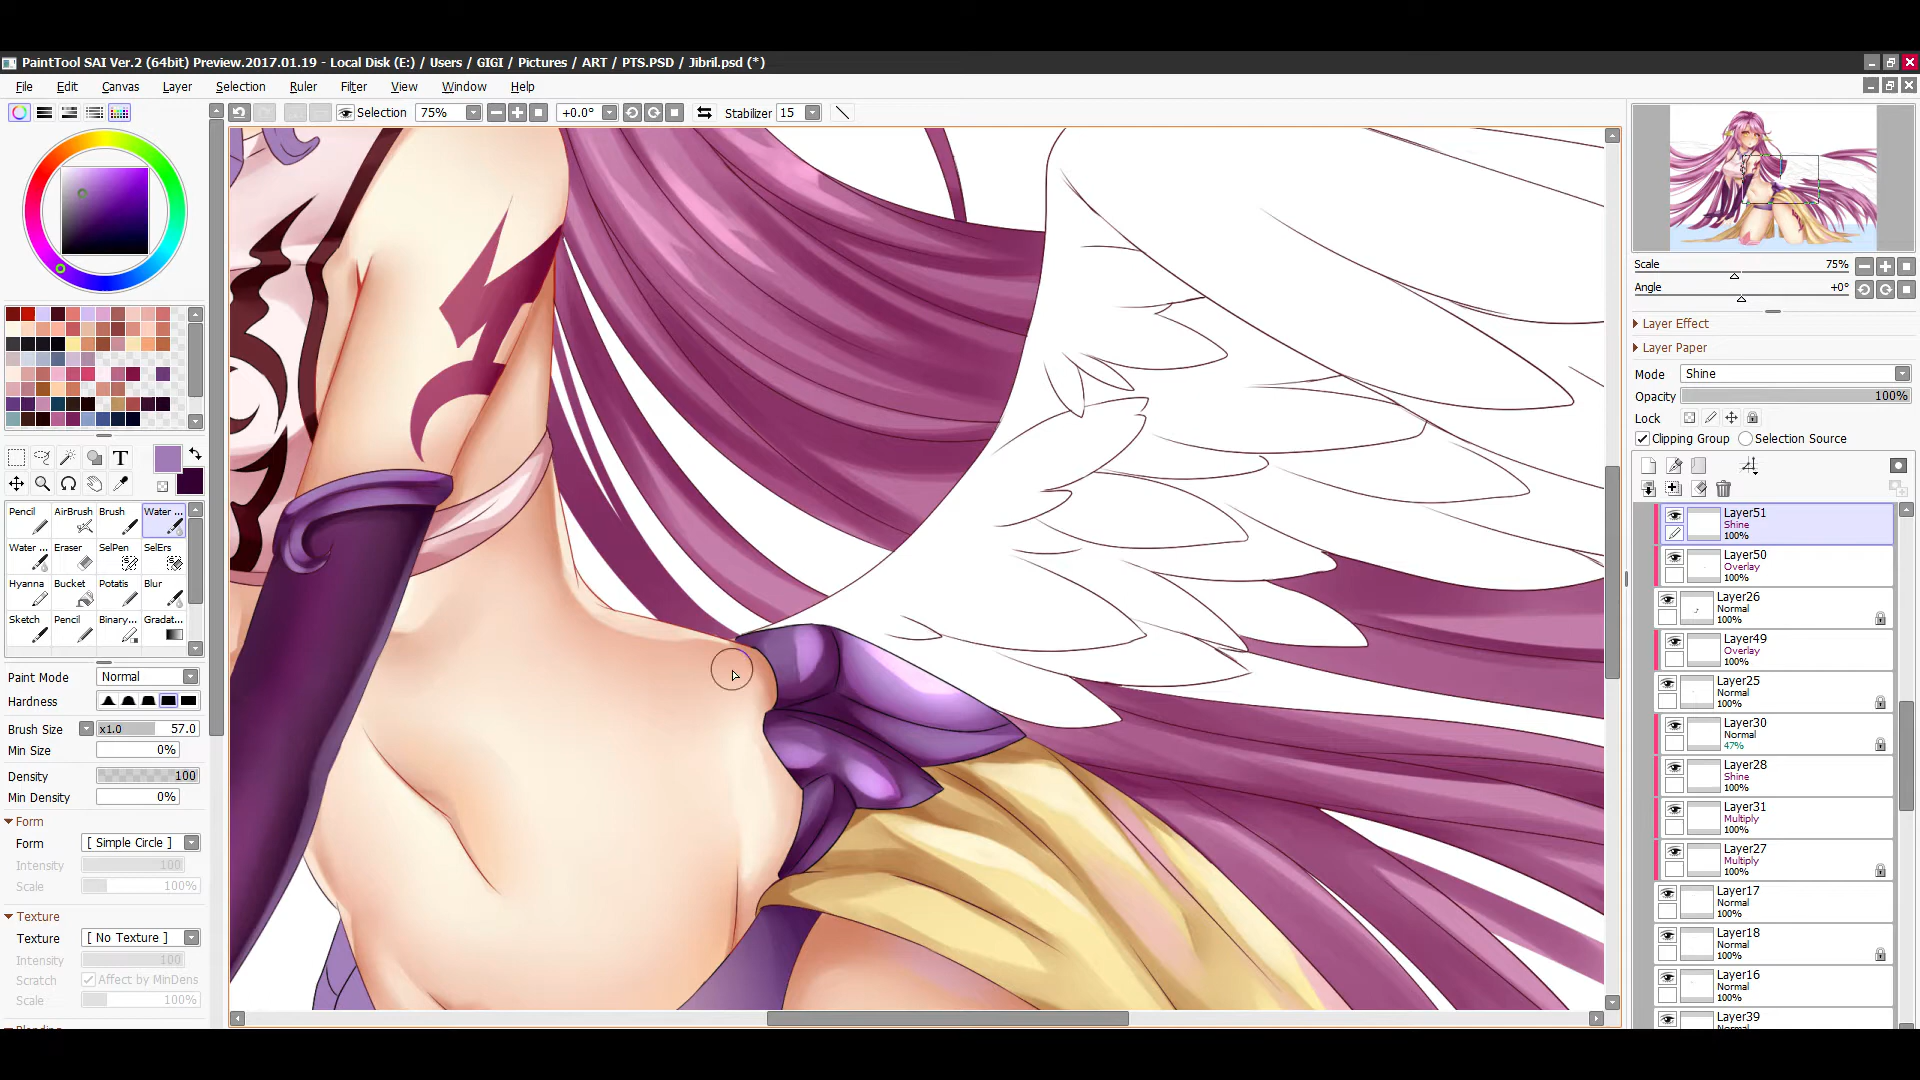 PaintTool SAI Ver.2 (64bit) Preview.2017.01.19 - Local Disk (E:) / Users / GIGI / Pictures / ART / PTS.PSD / Jibril.psd (*)
File Edit Canvas Layer Selection Ruler Filter View Window Help
Selection 75% +0.0° Stabilizer 15
Scale 75%
Angle +0°
Layer Effect
Layer Paper
Mode Shine
Opacity 100%
Lock
Clipping Group Selection Source
T
Pencil AirBrush Brush Water ...
Water ... Eraser SelPen SelErs
Hyanna Bucket Potatis Blur
Sketch Pencil Binary... Gradat...
Paint Mode Normal
Hardness
Brush Size x1.0 57.0
Min Size 0%
Density 100
Min Density 0%
Form
Form [ Simple Circle ]
Intensity 100
Scale 100%
Texture
Texture [ No Texture ]
Intensity 100%
Scratch Affect by MinDens
Scale 100%
Layer51
Shine
100%
Layer50
Overlay
100%
Layer26
Normal
100%
Layer49
Overlay
100%
Layer25
Normal
100%
Layer30
Normal
47%
Layer28
Shine
100%
Layer31
Multiply
100%
Layer27
Multiply
100%
Layer17
Normal
100%
Layer18
Normal
100%
Layer16
Normal
100%
Layer39